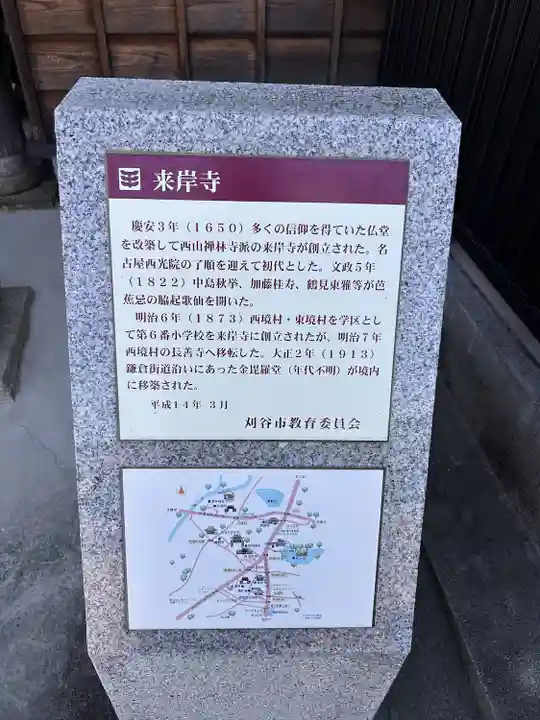 来岸寺
慶安3年（1650）多くの信仰を得ていた仏堂
を改築して西山禅林寺派の来岸寺が創立された。名
古屋西光院の了順を迎えて初代とした。文政5年
（1822）中島秋挙、加藤桂寿、鶴見東雅等が芭
蕉忌の脇起歌仙を開いた。
明治6年（1873）西境村・東境村を学区とし
て第6番小学校を来岸寺に創立されたが、明治7年
西境村の長善寺へ移転した。大正2年（1913）
鎌倉街道沿いにあった金毘羅堂（年代不明）が境内
に移築された。
平成14年3月
刈谷市教育委員会